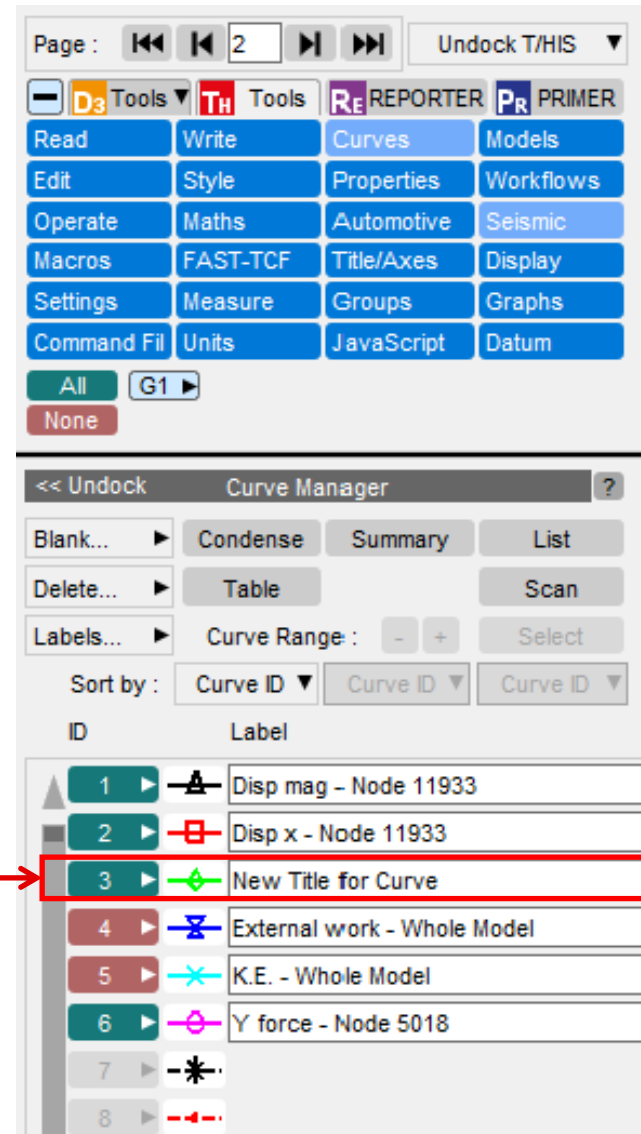 Page : 2 Undock T/HIS
D3 Tools TH Tools RE REPORTER PR PRIMER
Read Write Curves Models
Edit Style Properties Workflows
Operate Maths Automotive Seismic
Macros FAST-TCF Title/Axes Display
Settings Measure Groups Graphs
Command Fil Units JavaScript Datum
All G1
None
<< Undock Curve Manager ?
Blank... Condense Summary List
Delete... Table Scan
Labels... Curve Range : - + Select
Sort by : Curve ID Curve ID Curve ID
ID Label
1 Disp mag - Node 11933
2 Disp x - Node 11933
3 New Title for Curve
4 External work - Whole Model
5 K.E. - Whole Model
6 Y force - Node 5018
7
8